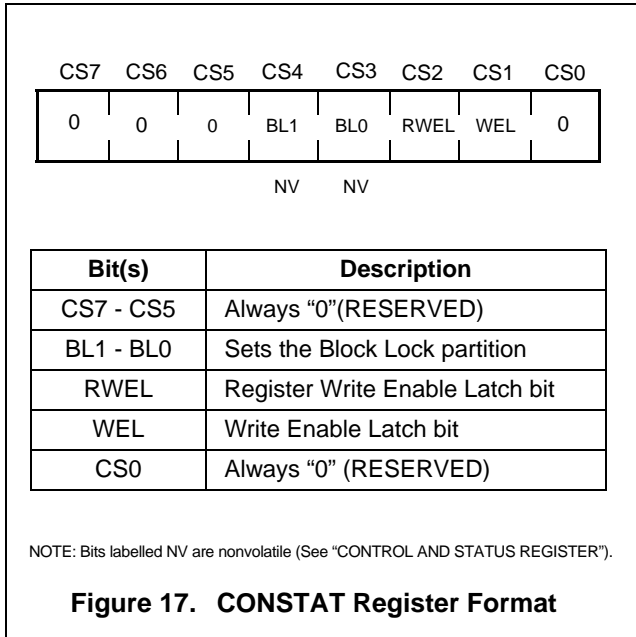 CS7 CS6 CS5 CS4 CS3 CS2 CS1 CS0
0 0 0 BL1 BL0 RWEL WEL 0
NV NV
Bit(s) Description
CS7 - CS5 Always “0”(RESERVED)
BL1 - BL0 Sets the Block Lock partition
RWEL Register Write Enable Latch bit
WEL Write Enable Latch bit
CS0 Always “0” (RESERVED)
NOTE: Bits labelled NV are nonvolatile (See “CONTROL AND STATUS REGISTER”).
Figure 17. CONSTAT Register Format